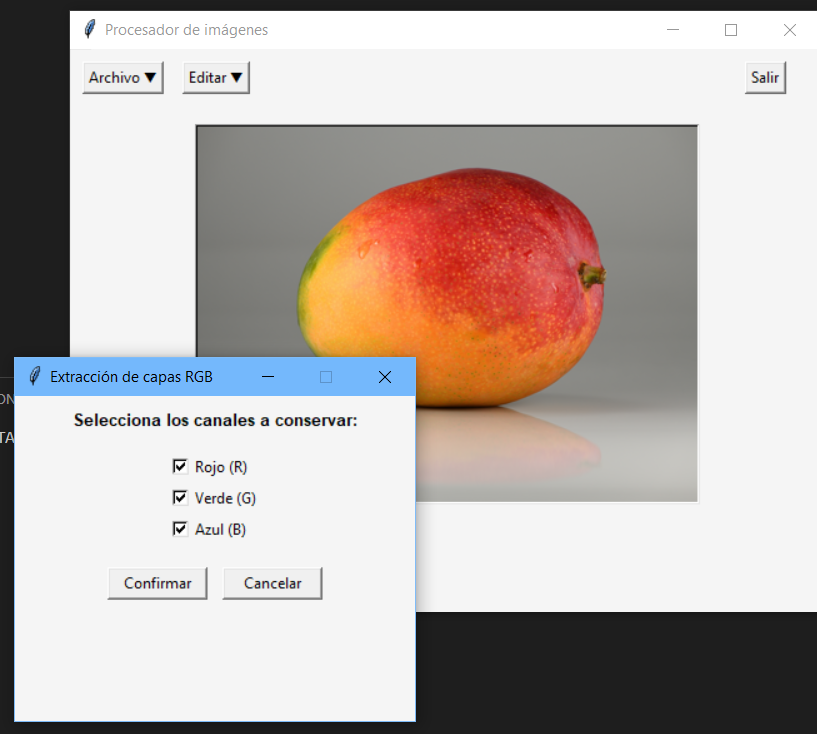 Procesador de imágenes
Archivo ▼ Editar ▼ Salir
Extracción de capas RGB
ON
TA
Selecciona los canales a conservar:
Rojo (R)
Verde (G)
Azul (B)
Confirmar Cancelar